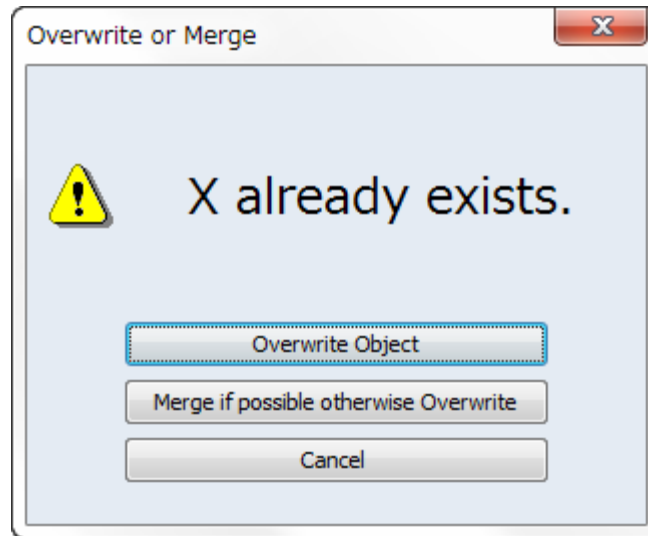 Overwrite or Merge
X already exists.
Overwrite Object
Merge if possible otherwise Overwrite
Cancel